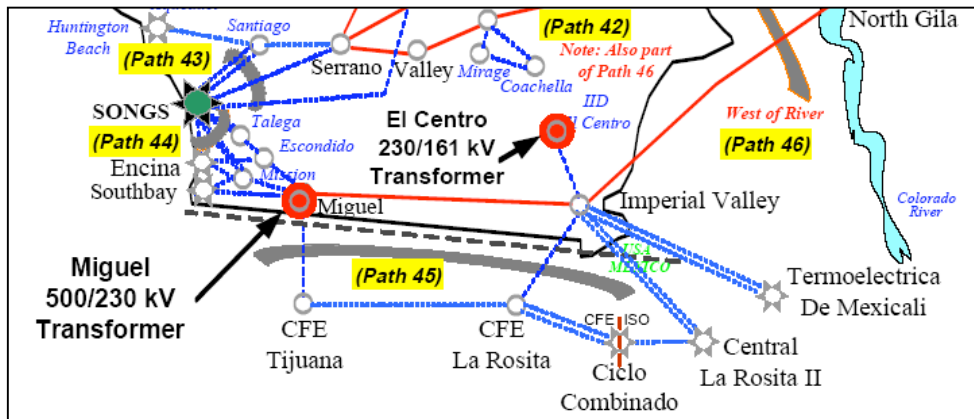 North Gila
Huntington
Beach
Santiago
(Path 43)
(Path 42)
Note: Also part
of Path 46
Serrano
Valley
Mirage
Coachella
SONGS
Talega
El Centro
230/161 kV
Transformer
IID
El Centro
West of River
(Path 46)
(Path 44)
Escondido
Encina
Mission
Southbay
Miguel
Imperial Valley
Colorado
River
USA
MEXICO
Miguel
500/230 kV
Transformer
(Path 45)
Termoelectrica
De Mexicali
CFE
Tijuana
CFE
La Rosita
CFE
ISO
Ciclo
Combinado
Central
La Rosita II